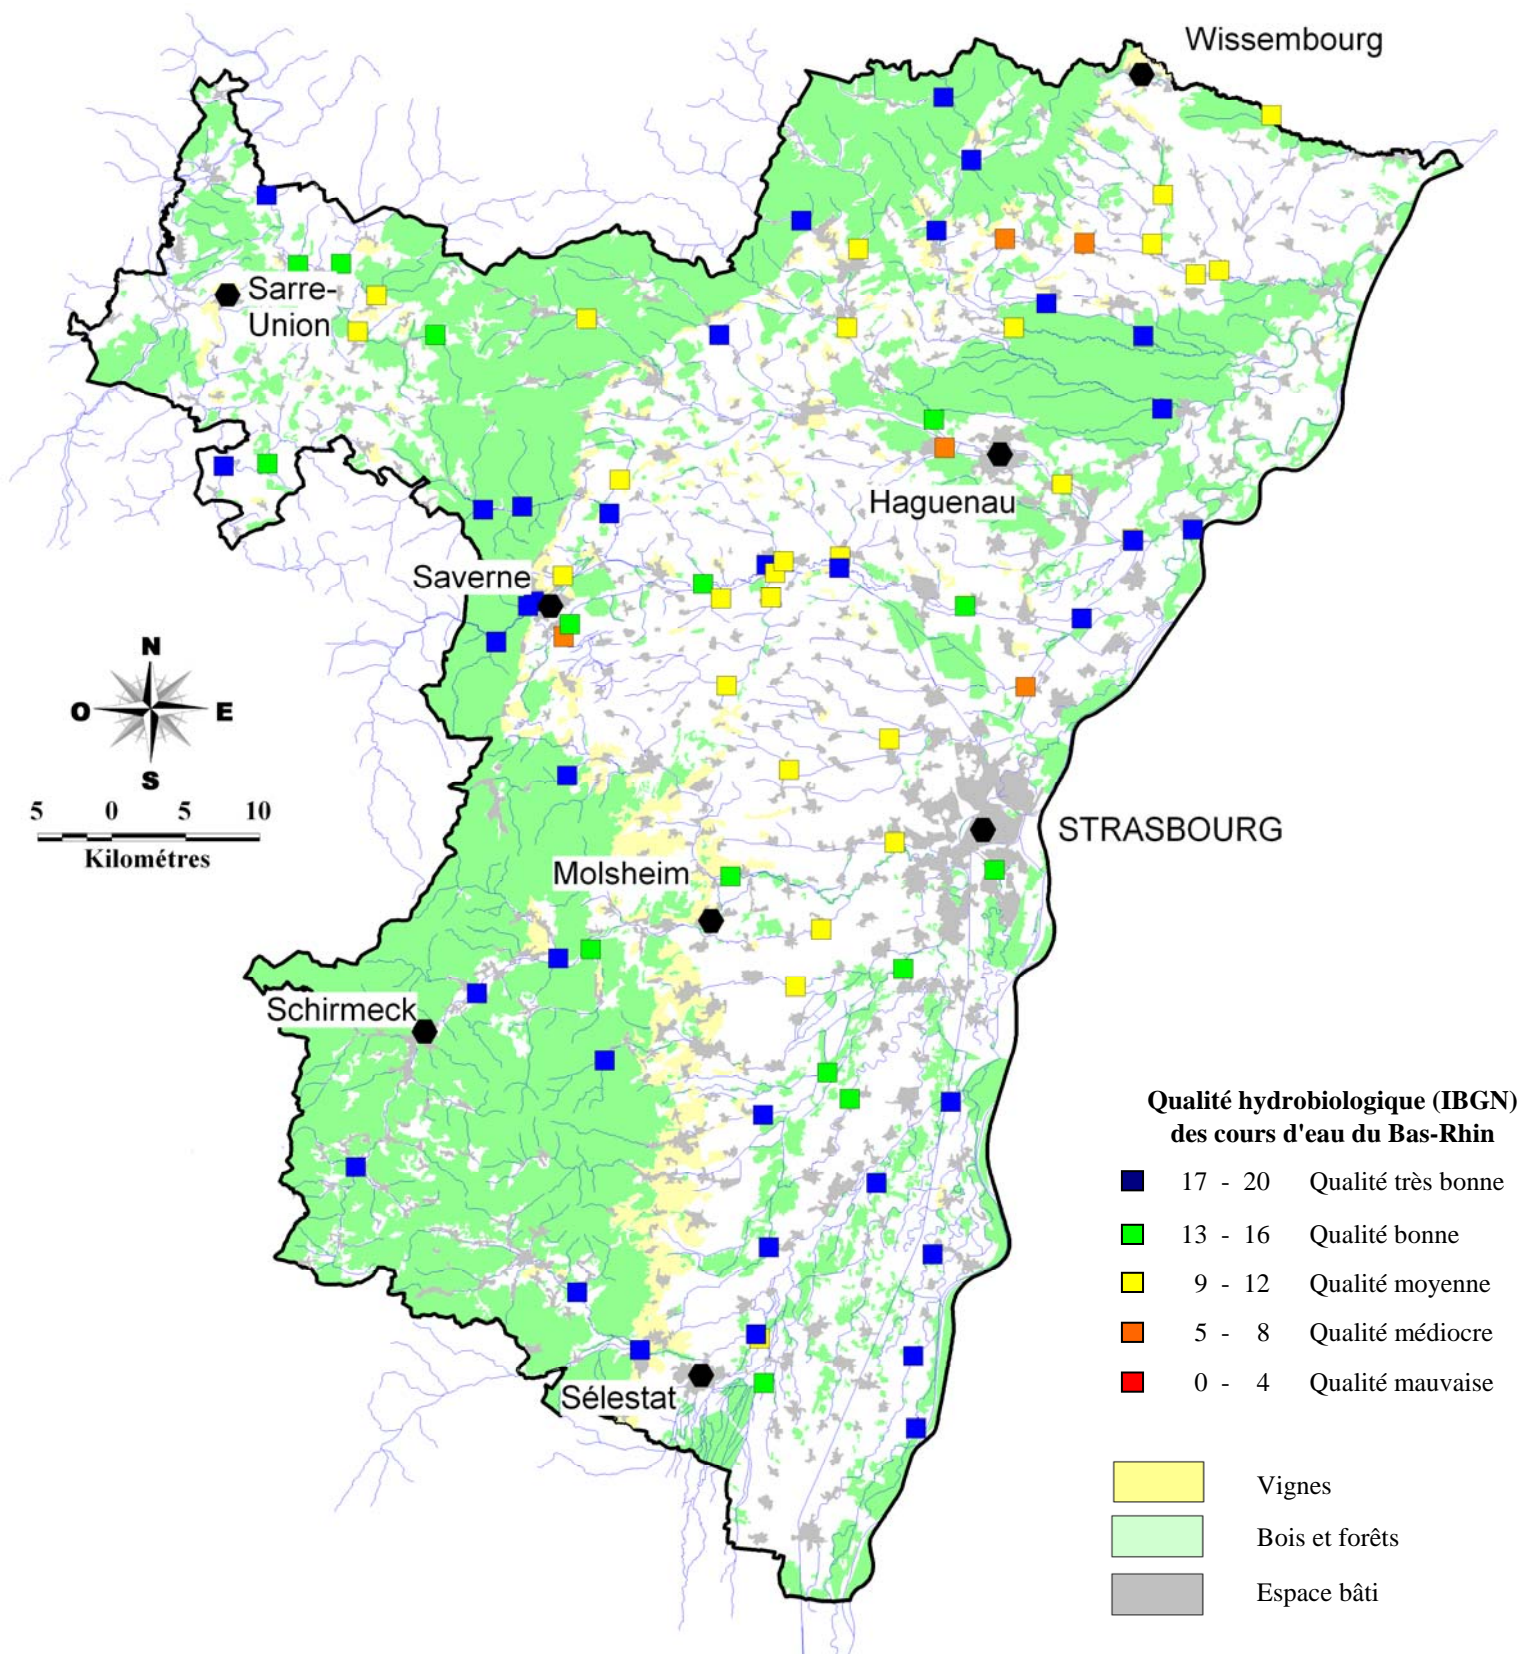 Wissembourg
Sarre-
Union
Haguenau
Saverne
N
O
E
S
5 0 5 10
Kilométres
STRASBOURG
Molsheim
Schirmeck
Sélestat
Qualité hydrobiologique (IBGN)
des cours d'eau du Bas-Rhin
17 - 20 Qualité très bonne
13 - 16 Qualité bonne
9 - 12 Qualité moyenne
5 - 8 Qualité médiocre
0 - 4 Qualité mauvaise
Vignes
Bois et forêts
Espace bâti